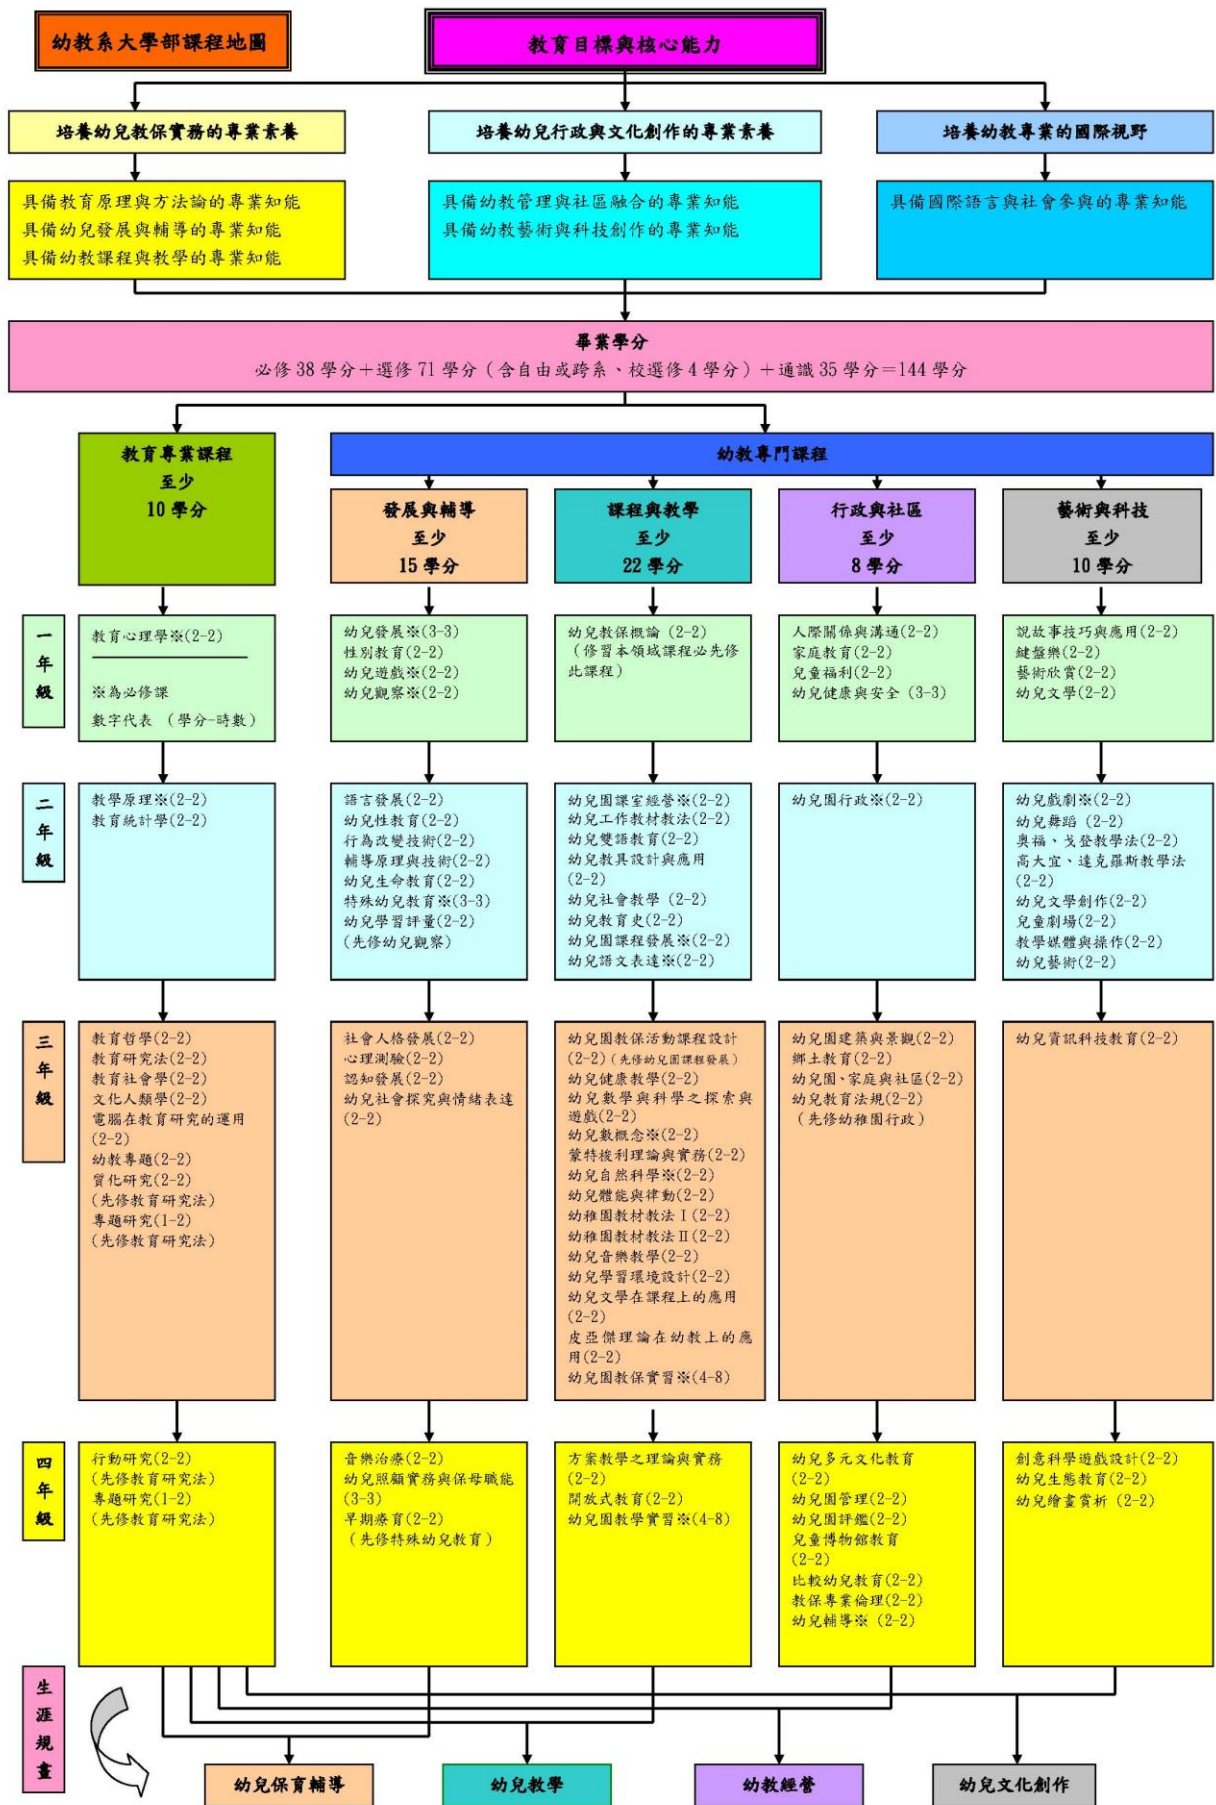 幼教系大學部課程地圖
教育目標與核心能力
培養幼兒教保實務的專業素養
培養幼兒行政與文化創作的專業素養
培養幼教專業的國際視野
具備教育原理與方法論的專業知能
具備幼兒發展與輔導的專業知能
具備幼教課程與教學的專業知能
具備幼教管理與社區融合的專業知能
具備幼教藝術與科技創作的專業知能
具備國際語言與社會參與的專業知能
畢業學分
必修 38 學分＋選修 71 學分（含自由或跨系、校選修 4 學分）＋通識 35 學分＝144 學分
教育專業課程
至少
10 學分
幼教專門課程
發展與輔導
至少
15 學分
課程與教學
至少
22 學分
行政與社區
至少
8 學分
藝術與科技
至少
10 學分
一年級
教育心理學※(2-2)
※為必修課
數字代表 （學分-時數）
幼兒發展※(3-3)
性別教育(2-2)
幼兒遊戲※(2-2)
幼兒觀察※(2-2)
幼兒教保概論 (2-2)
(修習本領域課程必先修
此課程)
人際關係與溝通(2-2)
家庭教育(2-2)
兒童福利(2-2)
幼兒健康與安全 (3-3)
說故事技巧與應用(2-2)
鍵盤樂(2-2)
藝術欣賞(2-2)
幼兒文學(2-2)
二年級
教學原理※(2-2)
教育統計學(2-2)
語言發展(2-2)
幼兒性教育(2-2)
行為改變技術(2-2)
輔導原理與技術(2-2)
幼兒生命教育(2-2)
特殊幼兒教育※(3-3)
幼兒學習評量(2-2)
(先修幼兒觀察)
幼兒園課室經營※(2-2)
幼兒工作教材教法(2-2)
幼兒雙語教育(2-2)
幼兒教具設計與應用
(2-2)
幼兒社會教學 (2-2)
幼兒教育史(2-2)
幼兒園課程發展※(2-2)
幼兒語文表達※(2-2)
幼兒園行政※(2-2)
幼兒戲劇※(2-2)
幼兒舞蹈 (2-2)
奧福、戈登教學法(2-2)
高大宜、達克羅斯教學法
(2-2)
幼兒文學創作(2-2)
兒童劇場(2-2)
教學媒體與操作(2-2)
幼兒藝術(2-2)
三年級
教育哲學(2-2)
教育研究法(2-2)
教育社會學(2-2)
文化人類學(2-2)
電腦在教育研究的運用
(2-2)
幼教專題(2-2)
質化研究(2-2)
(先修教育研究法)
專題研究(1-2)
(先修教育研究法)
社會人格發展(2-2)
心理測驗(2-2)
認知發展(2-2)
幼兒社會探究與情緒表達
(2-2)
幼兒園教保活動課程設計
(2-2)(先修幼兒園課程發展)
幼兒健康教學(2-2)
幼兒數學與科學之探索與
遊戲(2-2)
幼兒數概念※(2-2)
蒙特梭利理論與實務(2-2)
幼兒自然科學※(2-2)
幼兒體能與律動(2-2)
幼稚園教材教法Ⅰ(2-2)
幼稚園教材教法Ⅱ(2-2)
幼兒音樂教學(2-2)
幼兒學習環境設計(2-2)
幼兒文學在課程上的應用
(2-2)
皮亞傑理論在幼教上的應
用(2-2)
幼兒園教保實習※(4-8)
幼兒園建築與景觀(2-2)
鄉土教育(2-2)
幼兒園、家庭與社區(2-2)
幼兒教育法規(2-2)
(先修幼稚園行政)
幼兒資訊科技教育(2-2)
四年級
行動研究(2-2)
(先修教育研究法)
專題研究(1-2)
(先修教育研究法)
音樂治療(2-2)
幼兒照顧實務與保母職能
(3-3)
早期療育(2-2)
(先修特殊幼兒教育)
方案教學之理論與實務
(2-2)
開放式教育(2-2)
幼兒園教學實習※(4-8)
幼兒多元文化教育
(2-2)
幼兒園管理(2-2)
幼兒園評鑑(2-2)
兒童博物館教育
(2-2)
比較幼兒教育(2-2)
教保專業倫理(2-2)
幼兒輔導※ (2-2)
創意科學遊戲設計(2-2)
幼兒生態教育(2-2)
幼兒繪畫賞析 (2-2)
生涯規畫
幼兒保育輔導
幼兒教學
幼教經營
幼兒文化創作